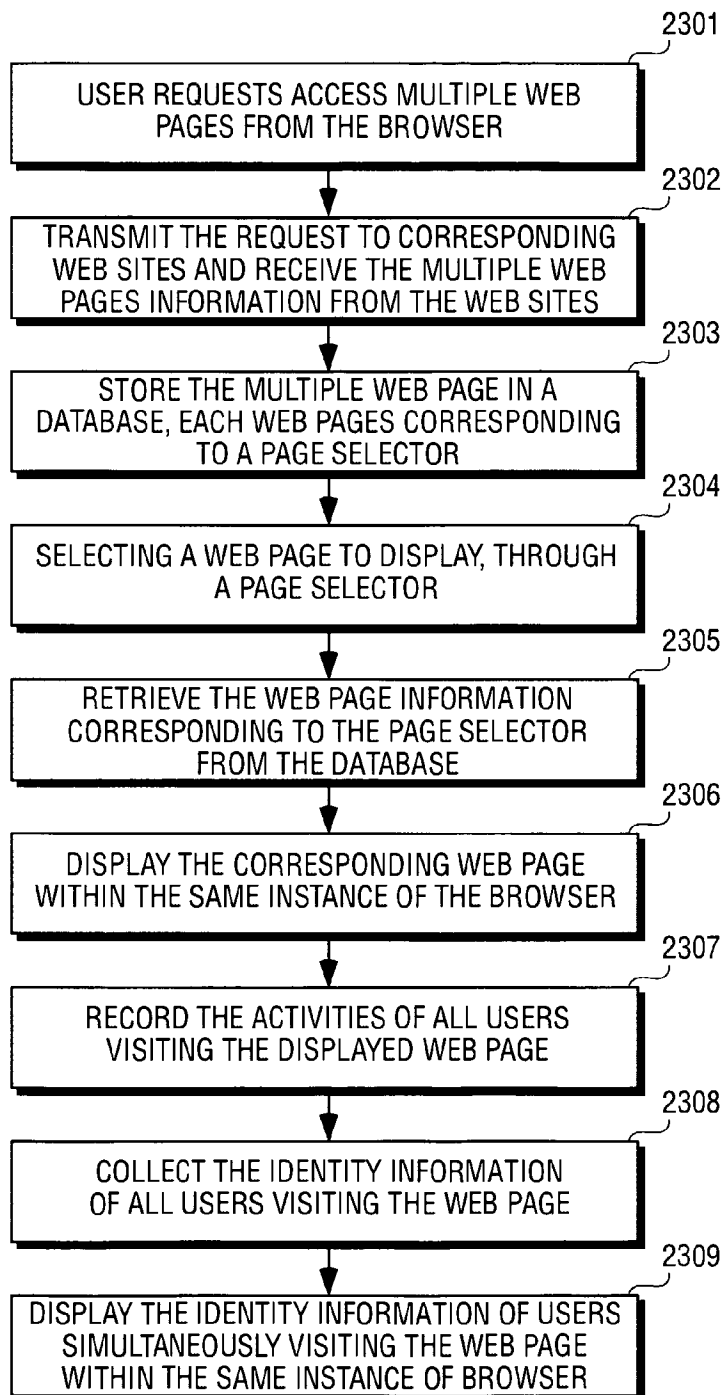 2301
USER REQUESTS ACCESS MULTIPLE WEB
PAGES FROM THE BROWSER
2302
TRANSMIT THE REQUEST TO CORRESPONDING
WEB SITES AND RECEIVE THE MULTIPLE WEB
PAGES INFORMATION FROM THE WEB SITES.
2303
STORE THE MULTIPLE WEB PAGE IN A
DATABASE, EACH WEB PAGES CORRESPONDING
TO A PAGE SELECTOR
2304
SELECTING A WEB PAGE TO DISPLAY, THROUGH
A PAGE SELECTOR
2305
RETRIEVE THE WEB PAGE INFORMATION
CORRESPONDING TO THE PAGE SELECTOR
FROM THE DATABASE
2306
DISPLAY THE CORRESPONDING WEB PAGE
WITHIN THE SAME INSTANCE OF THE BROWSER
2307
RECORD THE ACTIVITIES OF ALL USERS
VISITING THE DISPLAYED WEB PAGE
2308
COLLECT THE IDENTITY INFORMATION
OF ALL USERS VISITING THE WEB PAGE
2309
DISPLAY THE IDENTITY INFORMATION OF USERS
SIMULTANEOUSLY VISITING THE WEB PAGE
WITHIN THE SAME INSTANCE OF BROWSER